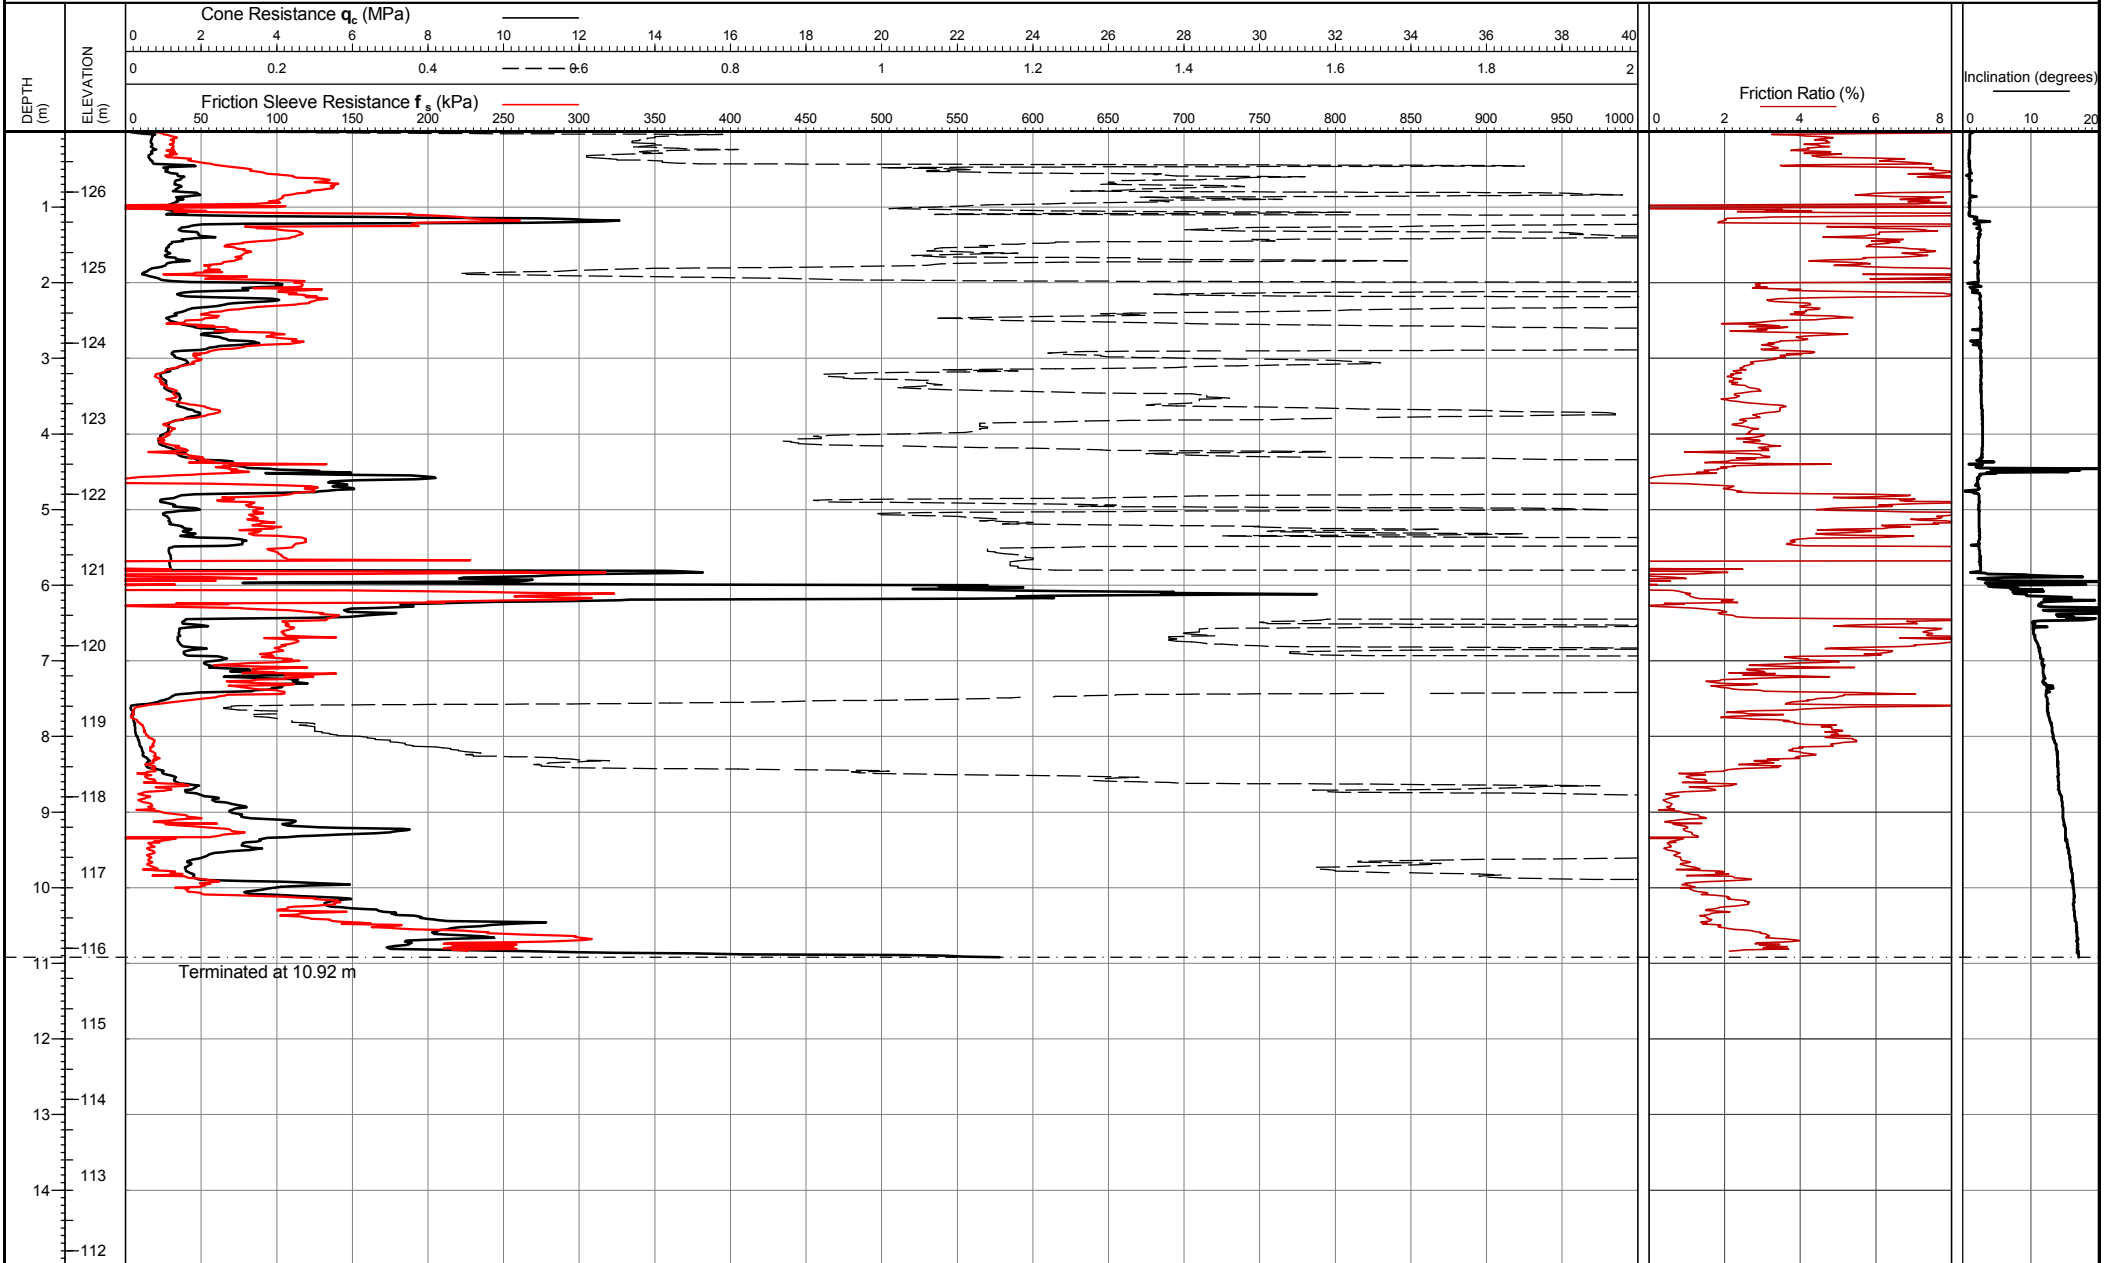 Cone Resistance qc (MPa)
0 2 4 6 8 10 12 14 16 18 20 22 24 26 28 30 32 34 36 38 40
0 0.2 0.4 0.6 0.8 1 1.2 1.4 1.6 1.8 2
Friction Sleeve Resistance f s (kPa)
0 50 100 150 200 250 300 350 400 450 500 550 600 650 700 750 800 850 900 950 1000
DEPTH
(m)
ELEVATION
(m)
Friction Ratio (%)
0 2 4 6 8
Inclination (degrees)
0 10 20
126
1
125
2
124
3
123
4
122
5
121
6
120
7
119
8
118
9
117
10
116
11
Terminated at 10.92 m
115
12
114
13
113
14
112